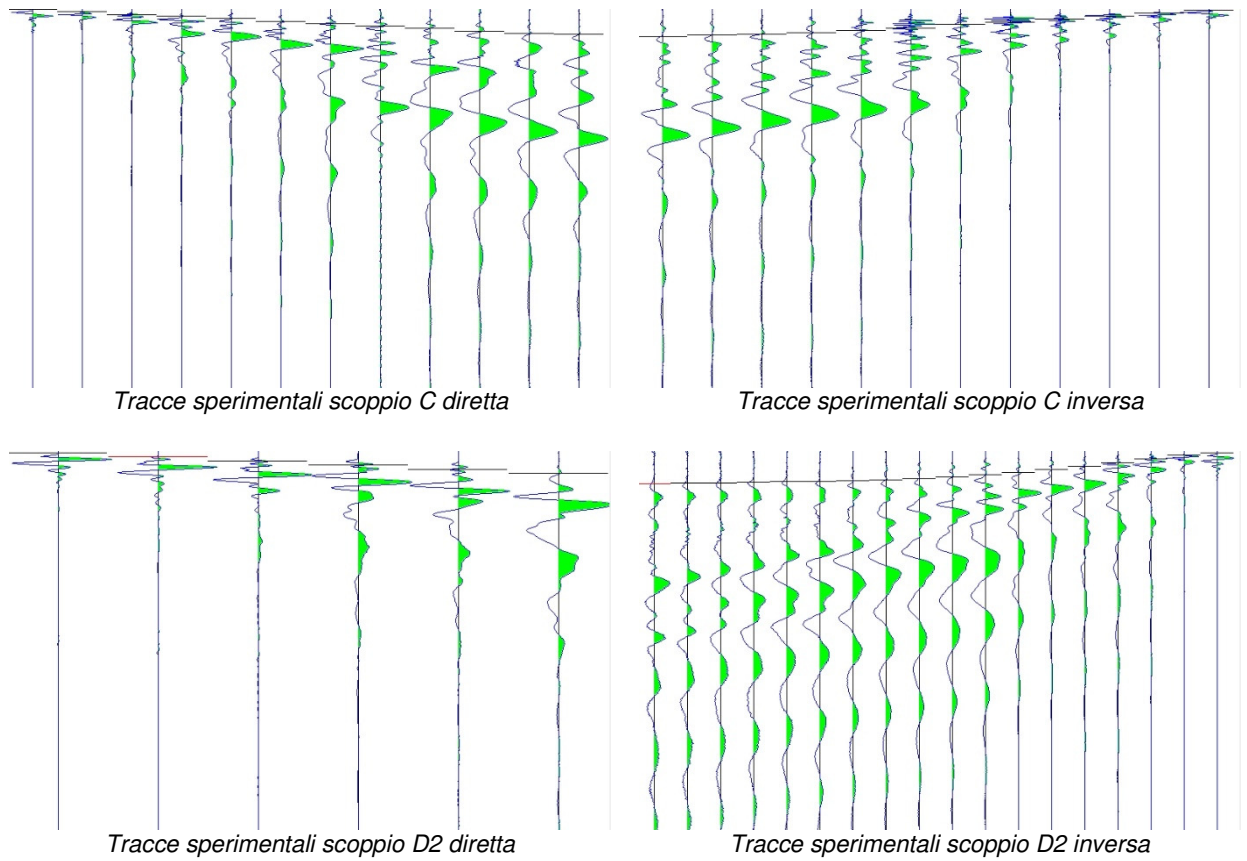 Tracce sperimentali scoppio C diretta
Tracce sperimentali scoppio C inversa
Tracce sperimentali scoppio D2 diretta
Tracce sperimentali scoppio D2 inversa